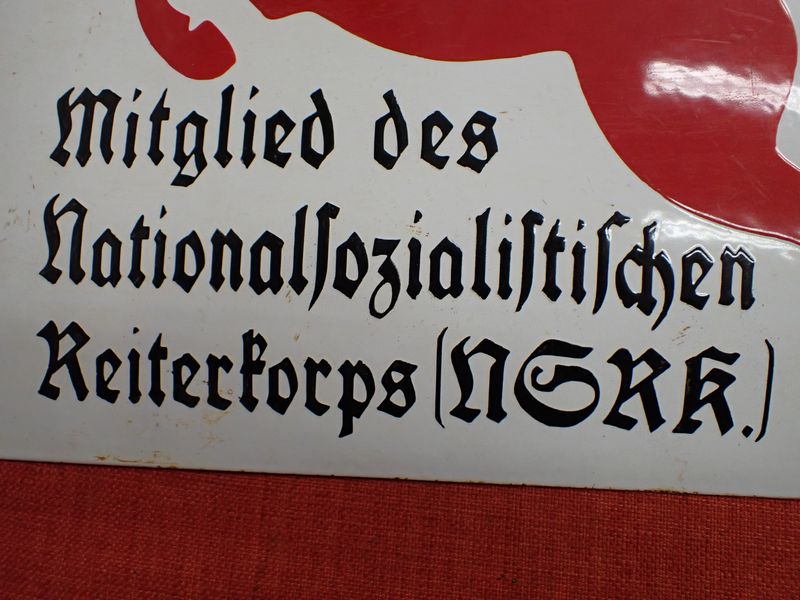 Mitglied des
Nationalſozialiſtiſchen
Reiterkorps (NSRK.)